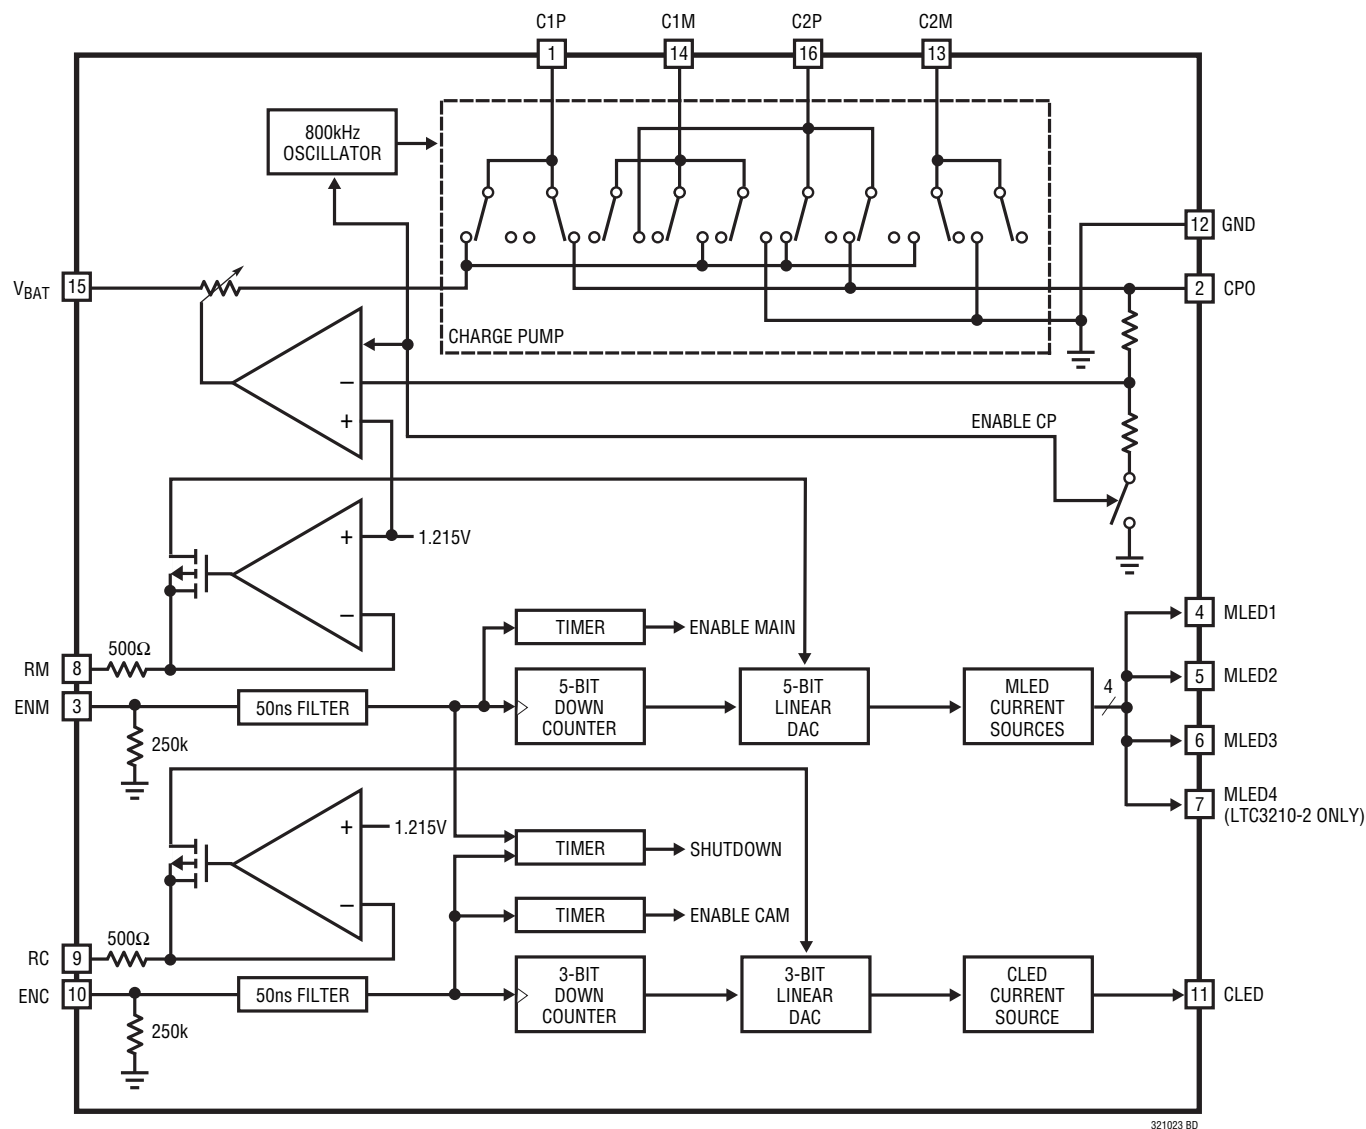 C1P
C1M
C2P
C2M
1
14
16
13
800kHz
OSCILLATOR
12
GND
VBAT
15
2
CPO
CHARGE PUMP
–
+
ENABLE CP
+
1.215V
–
4
MLED1
TIMER
ENABLE MAIN
500Ω
RM
8
5
MLED2
5-BIT
DOWN
COUNTER
5-BIT
LINEAR
DAC
MLED
CURRENT
SOURCES
4
ENM
3
50ns FILTER
6
MLED3
250k
7
MLED4
(LTC3210-2 ONLY)
+
1.215V
–
TIMER
SHUTDOWN
TIMER
ENABLE CAM
500Ω
RC
9
3-BIT
DOWN
COUNTER
3-BIT
LINEAR
DAC
CLED
CURRENT
SOURCE
ENC
10
50ns FILTER
11
CLED
250k
321023 BD